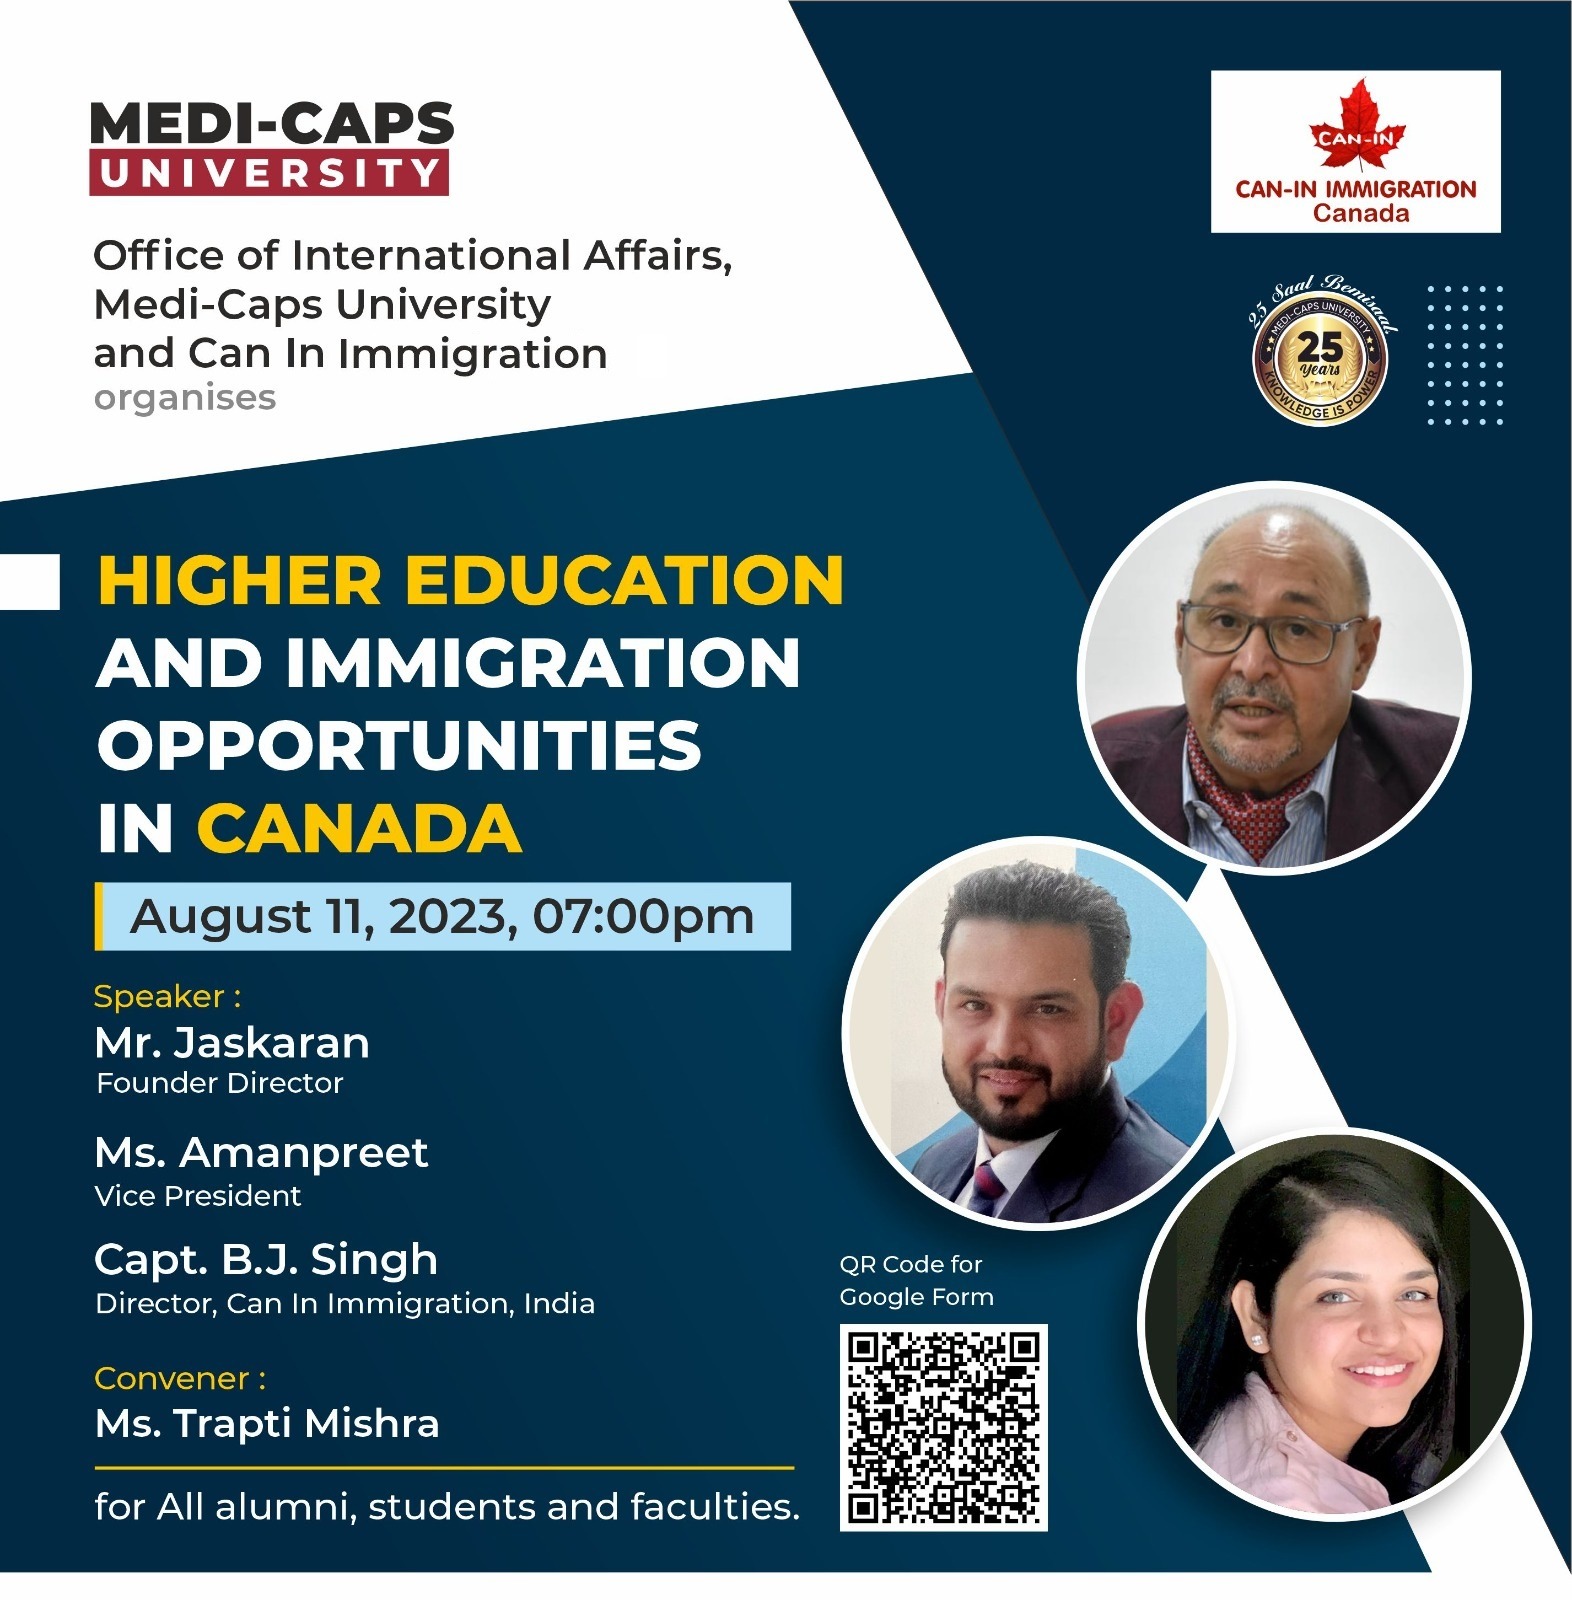 MEDI-CAPS
UNIVERSITY
Office of International Affairs,
Medi-Caps University
and Can In Immigration
organises
CAN-IN
CAN-IN IMMIGRATION
Canada
25 Saal Bemisaal
MEDI-CAPS UNIVERSITY
25
Years
KNOWLEDGE IS POWER
HIGHER EDUCATION
AND IMMIGRATION
OPPORTUNITIES
IN CANADA
August 11, 2023, 07:00pm
Speaker :
Mr. Jaskaran
Founder Director
Ms. Amanpreet
Vice President
Capt. B.J. Singh
Director, Can In Immigration, India
Convener :
Ms. Trapti Mishra
for All alumni, students and faculties.
QR Code for
Google Form